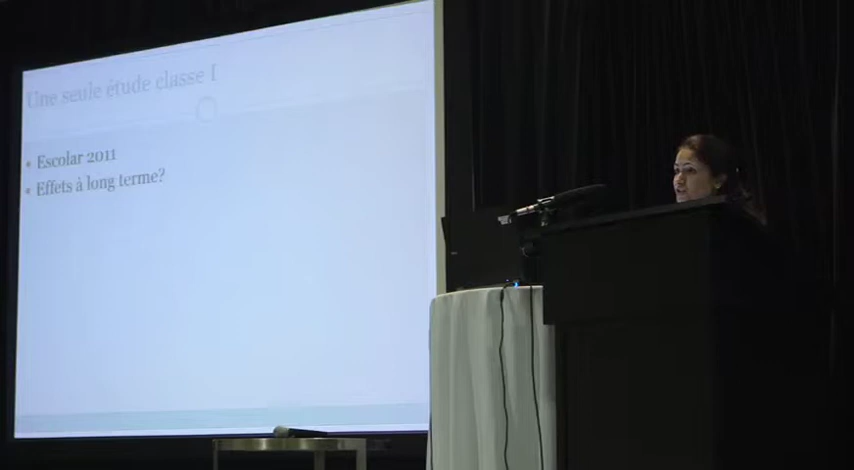 Une seule étude classe I
Escolar 2011
Effets à long terme?